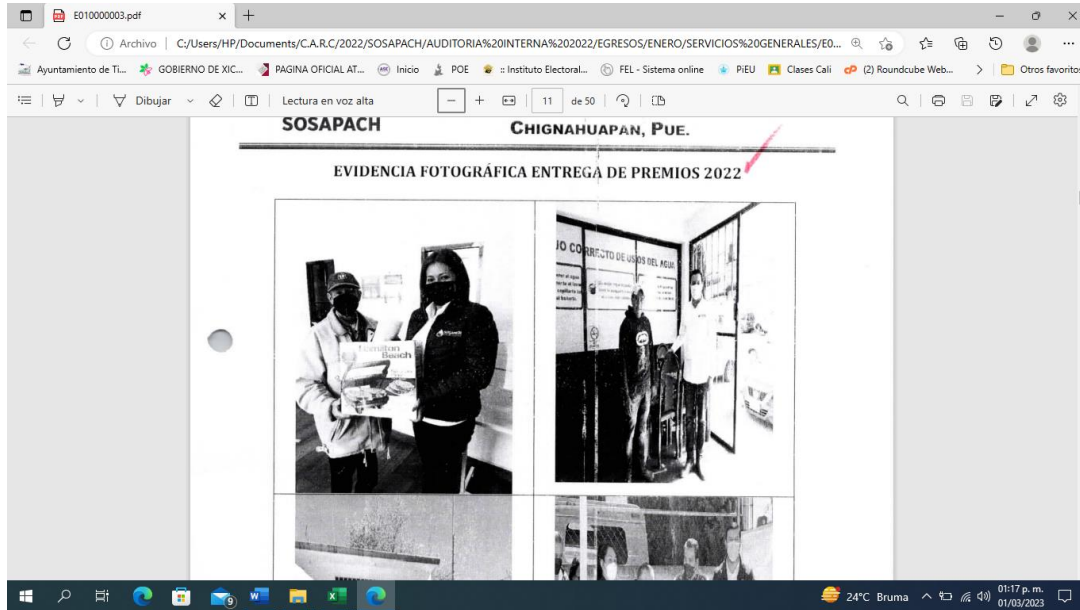 E010000003.pdf
Archivo | C:/Users/HP/Documents/C.A.R.C/2022/SOSAPACH/AUDITORIA%20INTERNA%202022/EGRESOS/ENERO/SERVICIOS%20GENERALES/E0...
Ayuntamiento de Ti... GOBIERNO DE XIC... PAGINA OFICIAL AT... Inicio POE :: Instituto Electoral... FEL - Sistema online PiEU Clases Cali (2) Roundcube Web... Otros favoritos
Dibujar Lectura en voz alta 11 de 50
SOSAPACH CHIGNAHUAPAN, PUE.
EVIDENCIA FOTOGRÁFICA ENTREGA DE PREMIOS 2022
JO CORRECTO DE USOS DEL AGUA
Hamilton
Beach
9
24°C Bruma
01:17 p. m.
01/03/2023